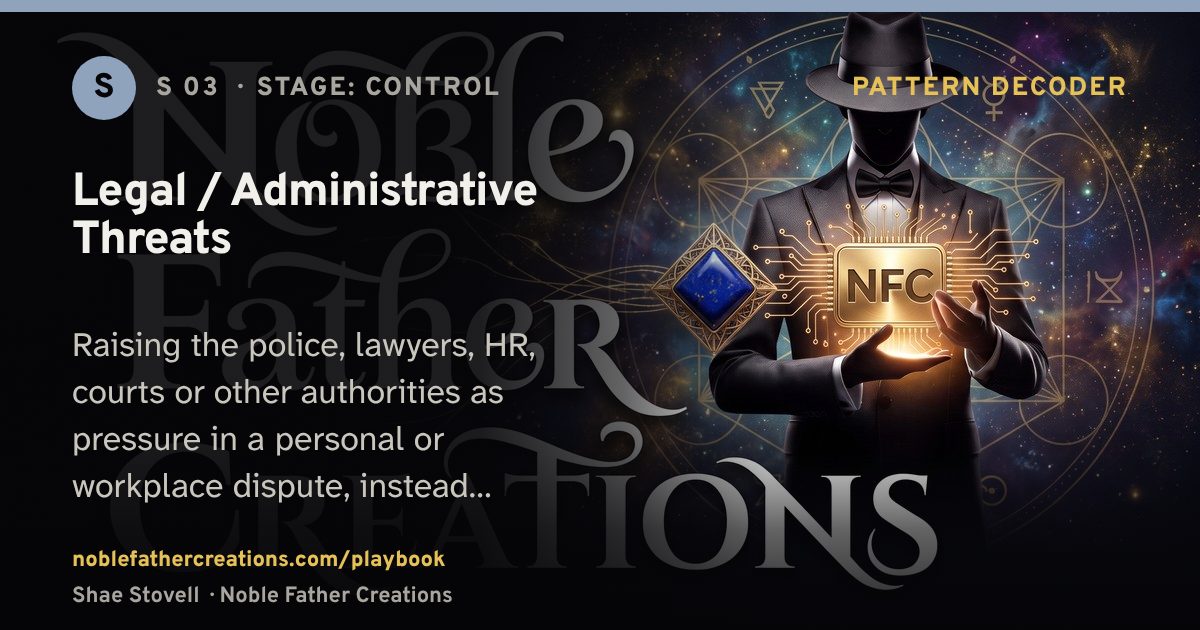 S
S 03 · STAGE: CONTROL
PATTERN DECODER
Legal / Administrative
Threats
Raising the police, lawyers, HR,
courts or other authorities as
pressure in a personal or
workplace dispute, instead...
noblefathercreations.com/playbook
Shae Stovell · Noble Father Creations
Noble
Father
Creations
NFC